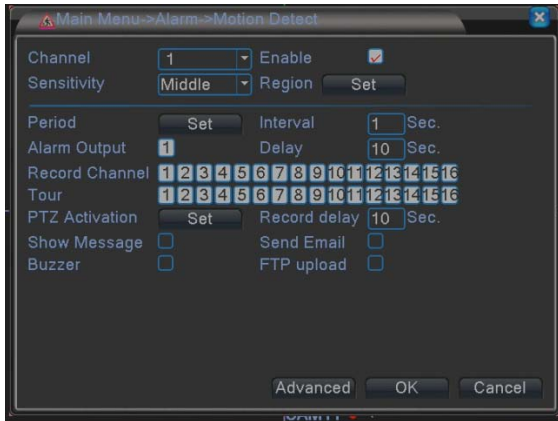 Main Menu->Alarm->Motion Detect
Channel 1 Enable
Sensitivity Middle Region Set
Period Set Interval 1 Sec.
Alarm Output 1 Delay 10 Sec.
Record Channel 1 2 3 4 5 6 7 8 9 10 11 12 13 14 15 16
Tour 1 2 3 4 5 6 7 8 9 10 11 12 13 14 15 16
PTZ Activation Set Record delay 10 Sec.
Show Message Send Email
Buzzer FTP upload
Advanced OK Cancel